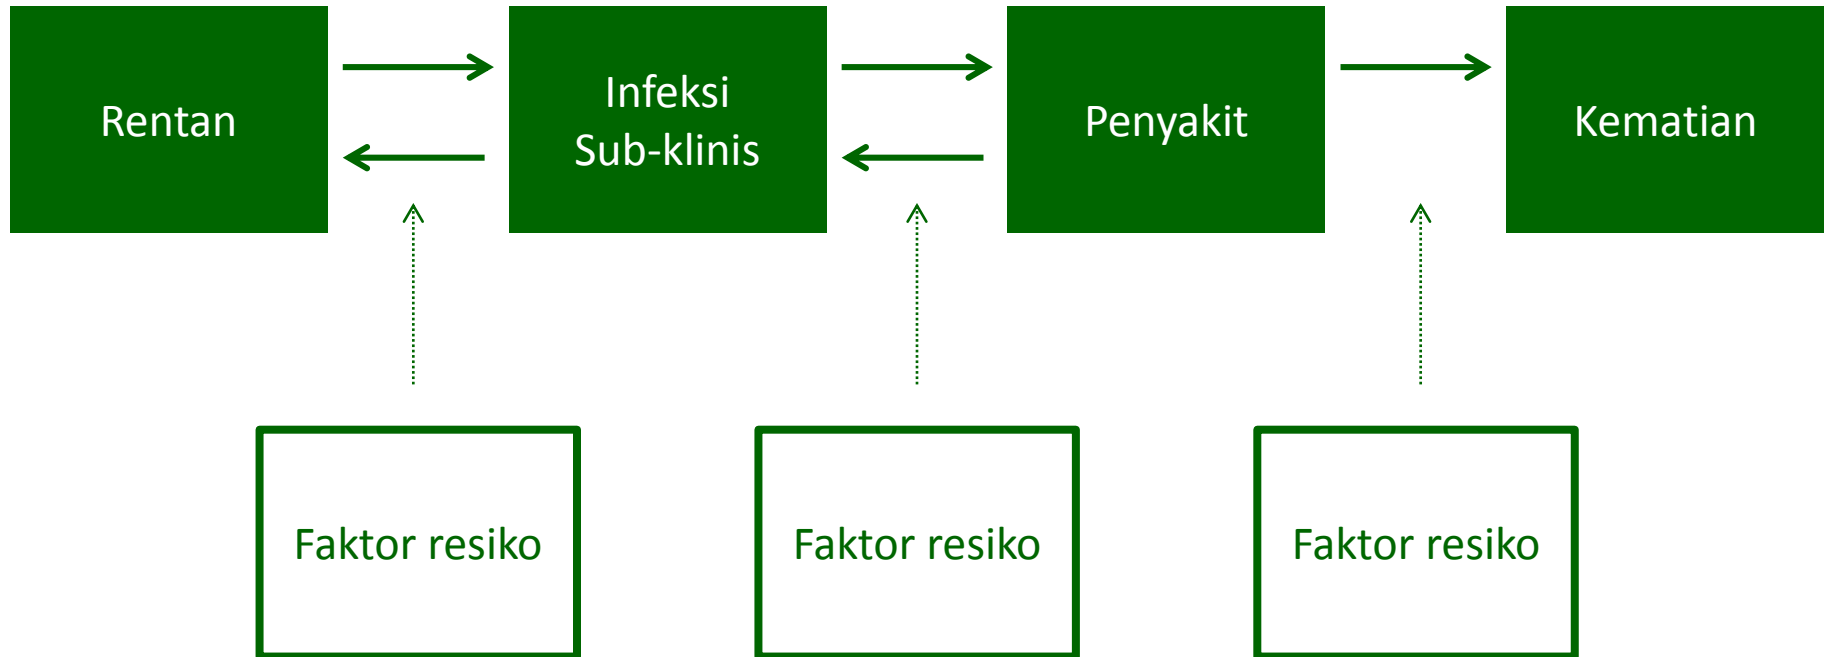 Rentan
Infeksi
Sub-klinis
Penyakit
Kematian
Faktor resiko
Faktor resiko
Faktor resiko